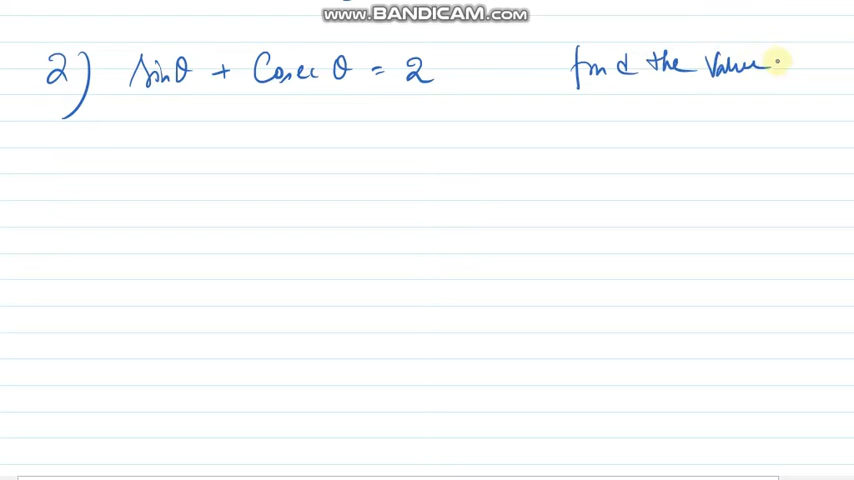 www.BANDICAM.com
2) sinθ + Cosec θ = 2 find the value